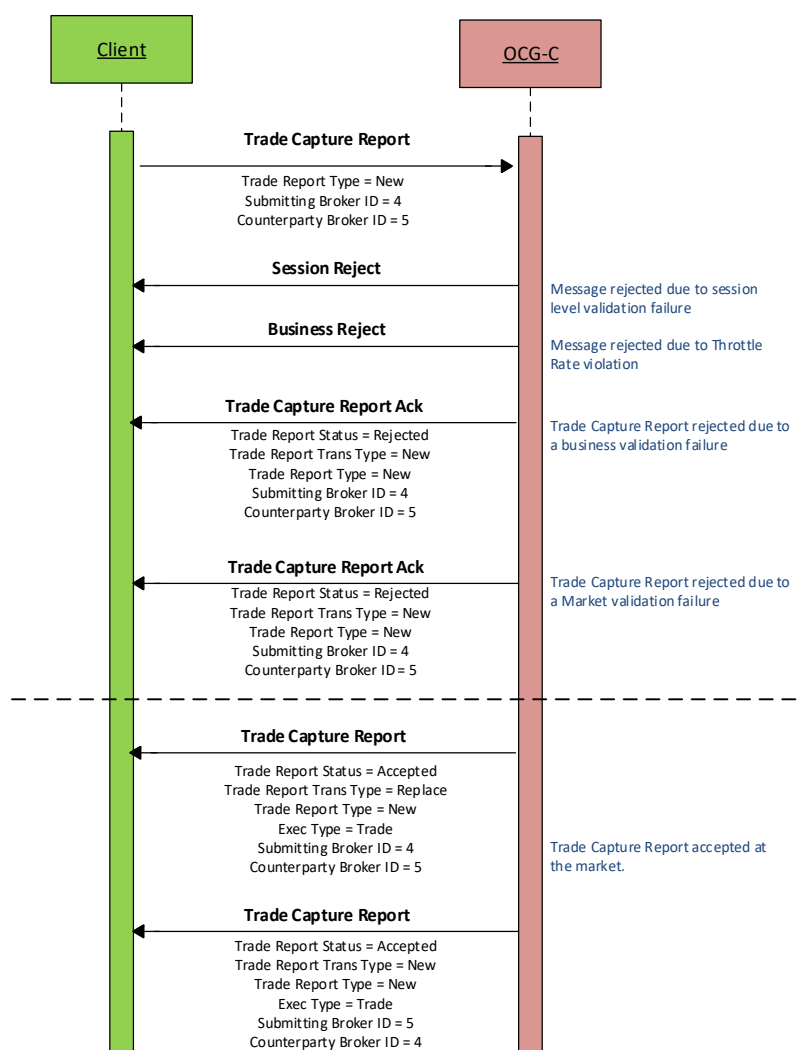 Client
OCG-C
Trade Capture Report
Trade Report Type = New
Submitting Broker ID = 4
Counterparty Broker ID = 5
Session Reject
Message rejected due to session
level validation failure
Business Reject
Message rejected due to Throttle
Rate violation
Trade Capture Report Ack
Trade Report Status = Rejected
Trade Report Trans Type = New
Trade Report Type = New
Submitting Broker ID = 4
Counterparty Broker ID = 5
Trade Capture Report rejected due to
a business validation failure
Trade Capture Report Ack
Trade Report Status = Rejected
Trade Report Trans Type = New
Trade Report Type = New
Submitting Broker ID = 4
Counterparty Broker ID = 5
Trade Capture Report rejected due to
a Market validation failure
Trade Capture Report
Trade Report Status = Accepted
Trade Report Trans Type = Replace
Trade Report Type = New
Exec Type = Trade
Submitting Broker ID = 4
Counterparty Broker ID = 5
Trade Capture Report accepted at
the market.
Trade Capture Report
Trade Report Status = Accepted
Trade Report Trans Type = New
Trade Report Type = New
Exec Type = Trade
Submitting Broker ID = 5
Counterparty Broker ID = 4